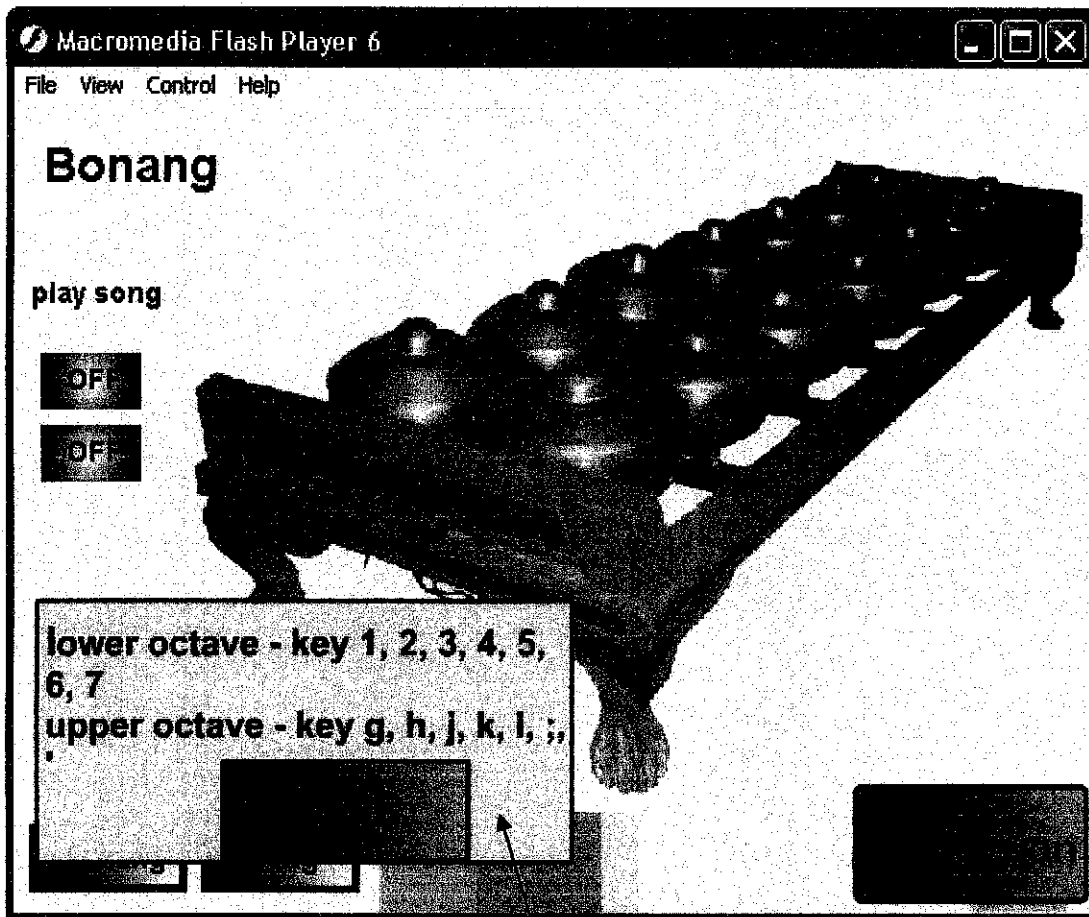 Macromedia Flash Player 6
File View Control Help
Bonang
play song
OFF
OFF
lower octave - key 1, 2, 3, 4, 5,
6, 7
upper octave - key g, h, j, k, l, ;,
'